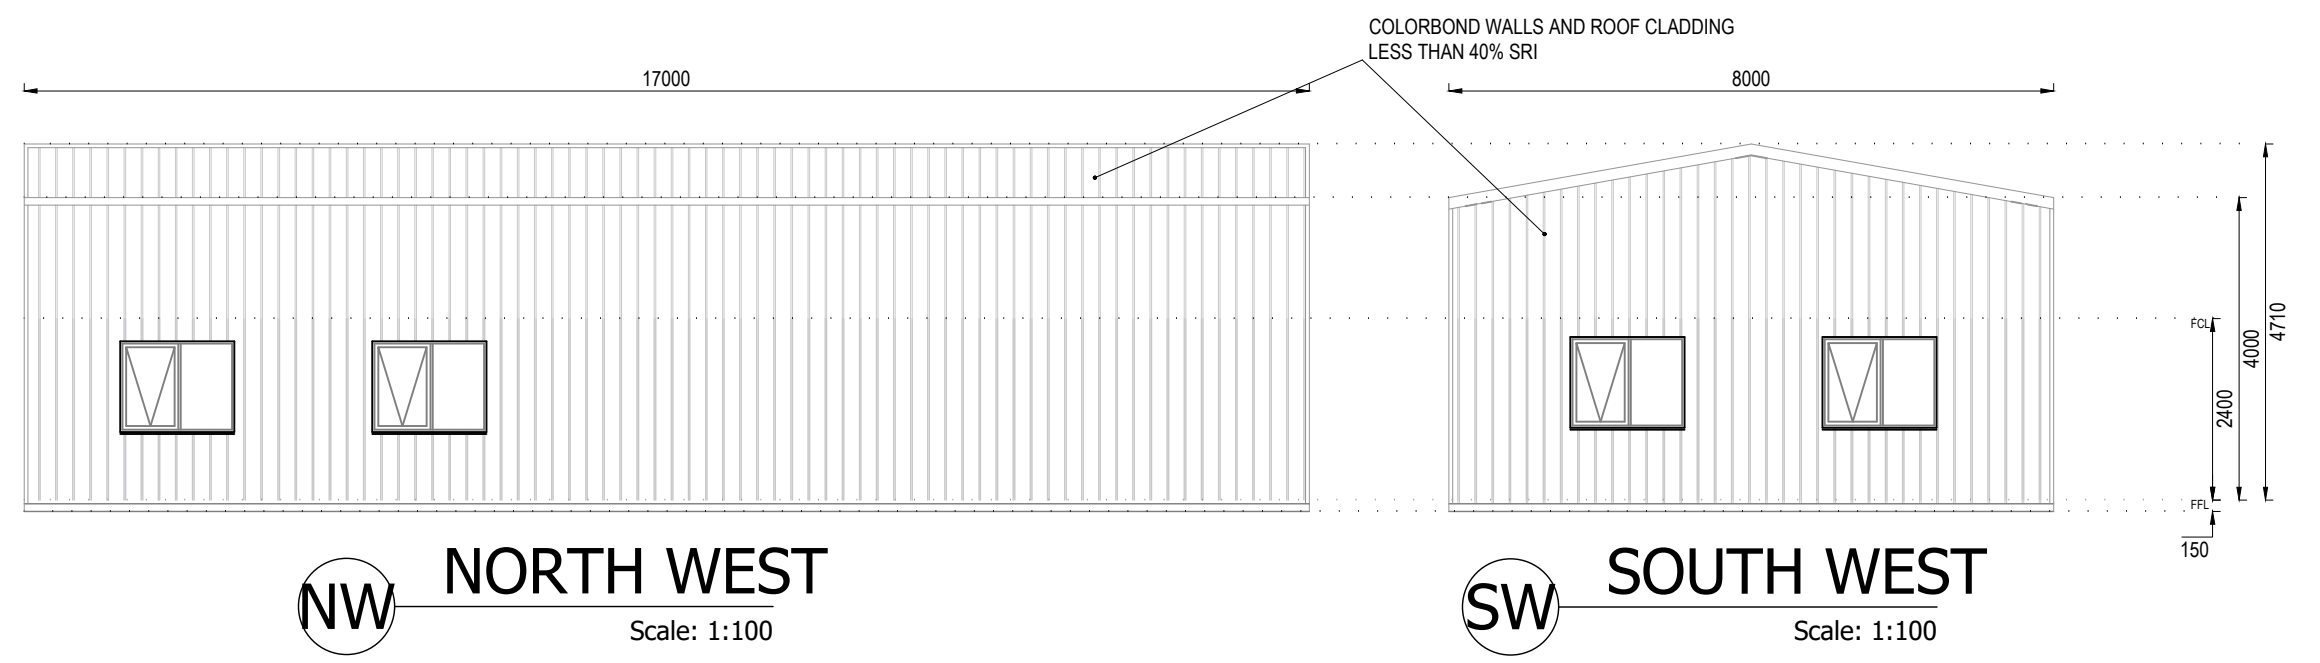 COLORBOND WALLS AND ROOF CLADDING
LESS THAN 40% SRI
17000
8000
FCL
2400
4000
4710
FFL
150
NW
NORTH WEST
Scale: 1:100
SW
SOUTH WEST
Scale: 1:100